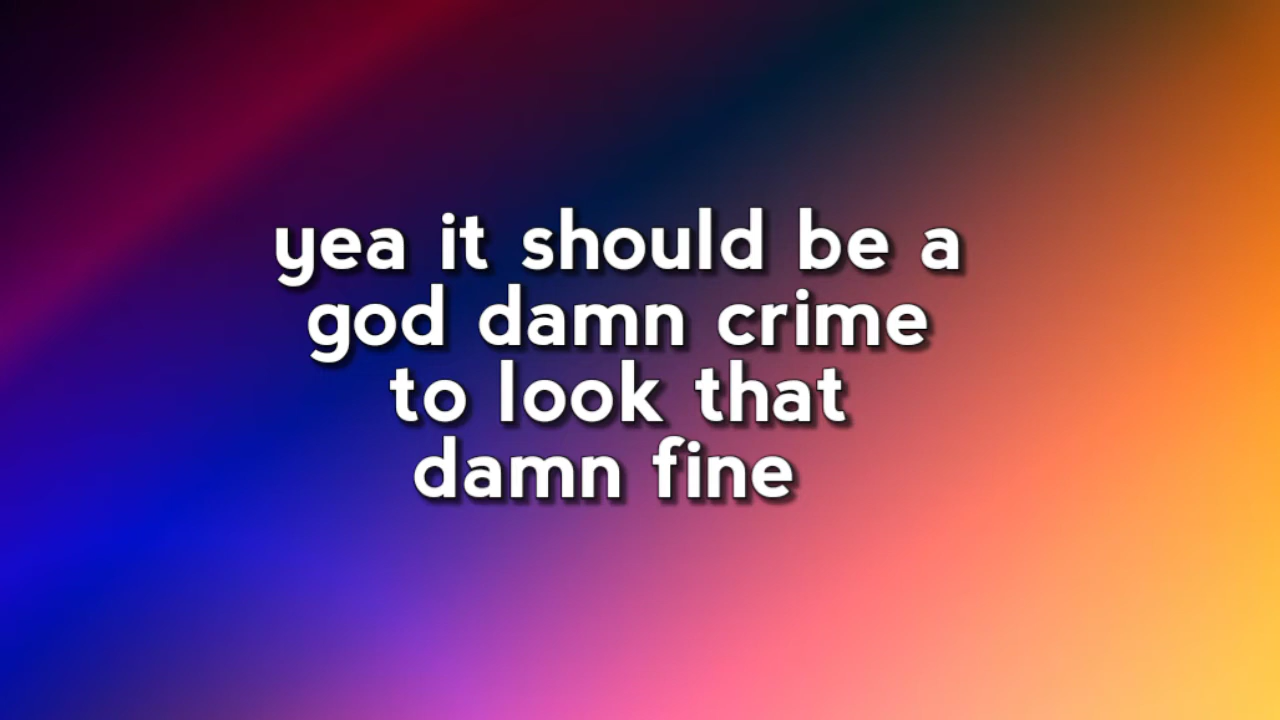 yea it should be a
god damn crime
to look that
damn fine